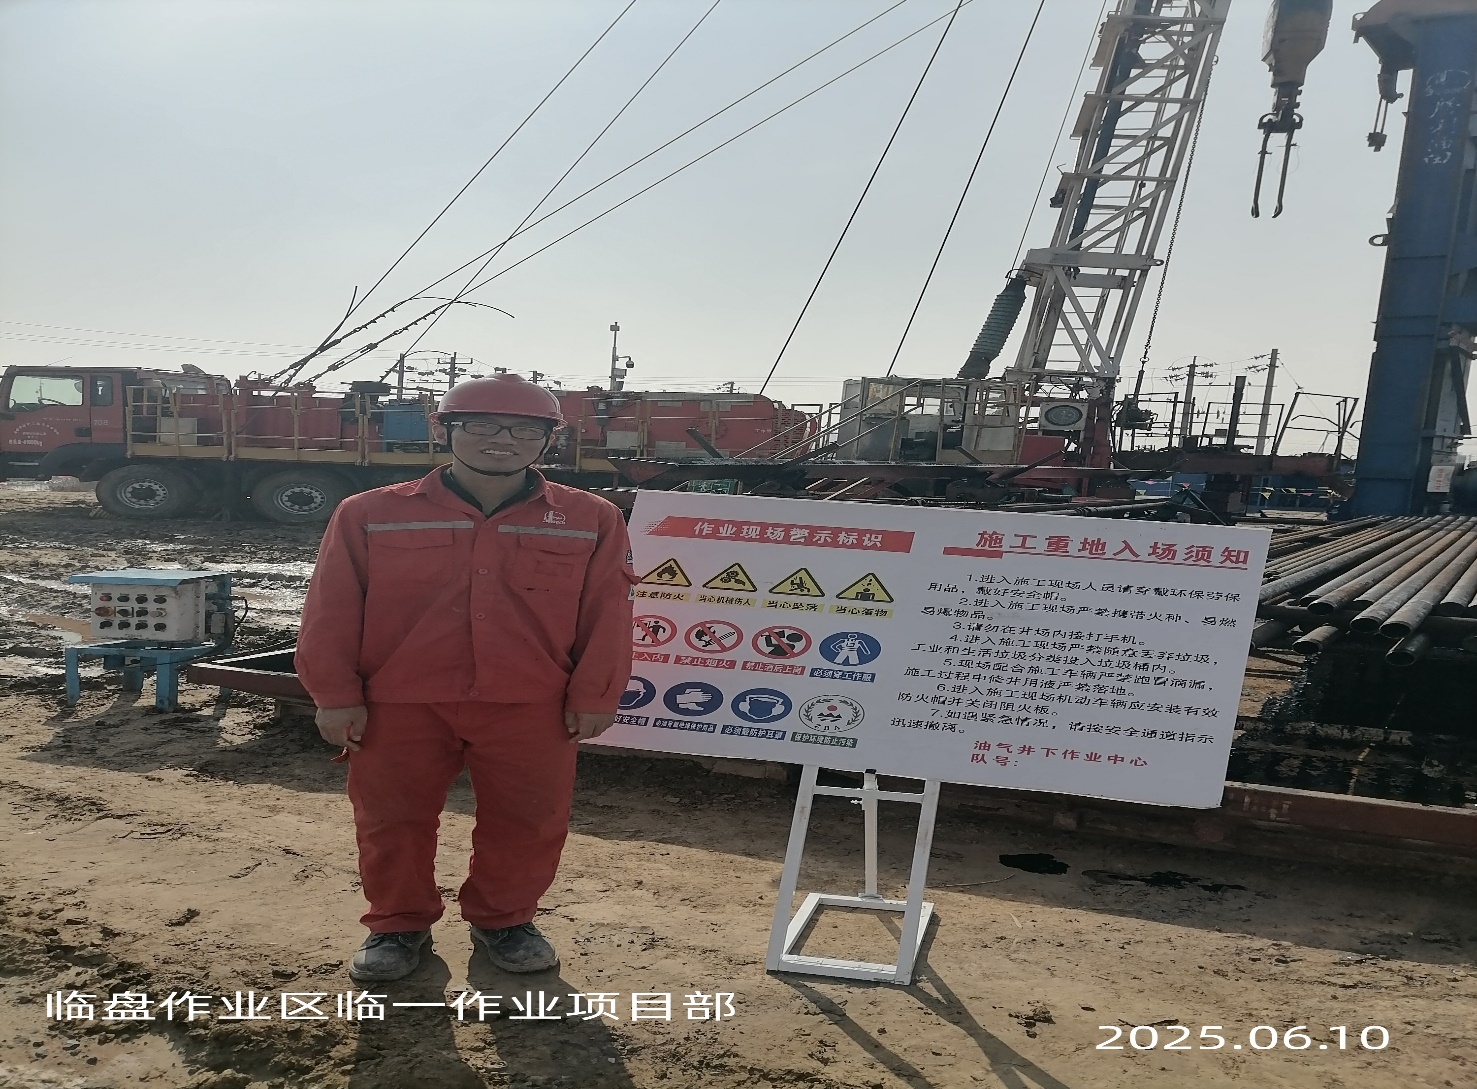 作业现场警示标识
施工重地入场须知
注意防火
当心机械伤人
当心坠落
当心落物
禁止烟火
禁止酒后上岗
必须穿工作服
必须戴防护耳罩
保护环境防止污染
1.进入施工现场人员请穿戴环保劳保
用品，戴好安全帽。
2.进入施工现场严禁携带火种、易燃
易爆物品。
3.请勿在井场内接打手机。
4.进入施工现场严禁随意丢弃垃圾，
工业和生活垃圾分类投入垃圾桶内。
5.现场配合施工车辆严禁跑冒滴漏，
施工过程中修井用液严禁落地。
6.进入施工现场机动车辆应安装有效
防火帽并关闭阻火板。
7.如遇紧急情况，请按安全通道指示
迅速撤离。
油气井下作业中心
队号：
临盘作业区临一作业项目部
2025.06.10